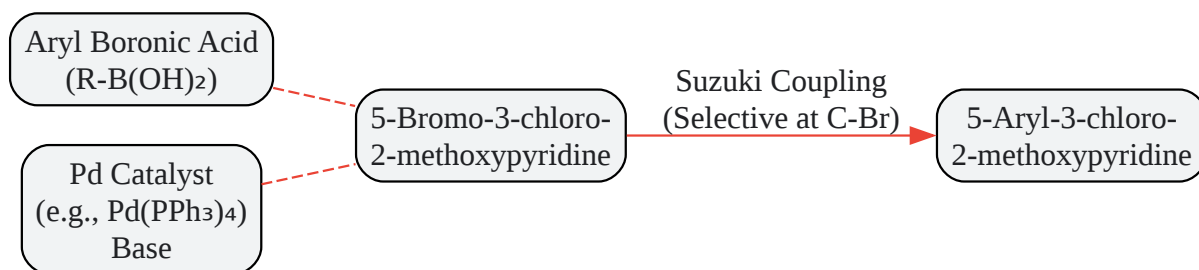 Aryl Boronic Acid
(R-B(OH)₂)
Pd Catalyst
(e.g., Pd(PPh₃)₄)
Base
5-Bromo-3-chloro-
2-methoxypyridine
Suzuki Coupling
(Selective at C-Br)
5-Aryl-3-chloro-
2-methoxypyridine